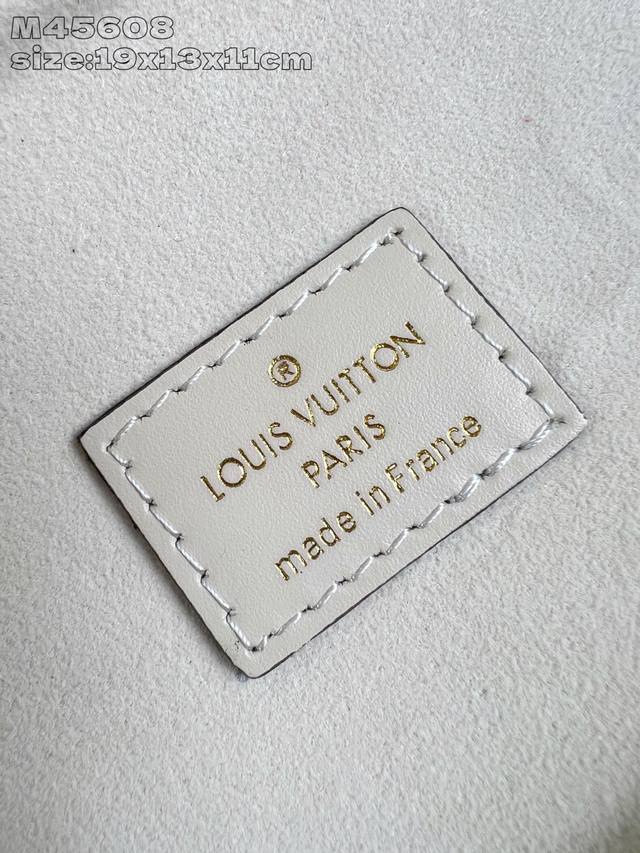 M45608
size:19x13x11cm
®
LOUIS VUITTON
PARIS
made in France